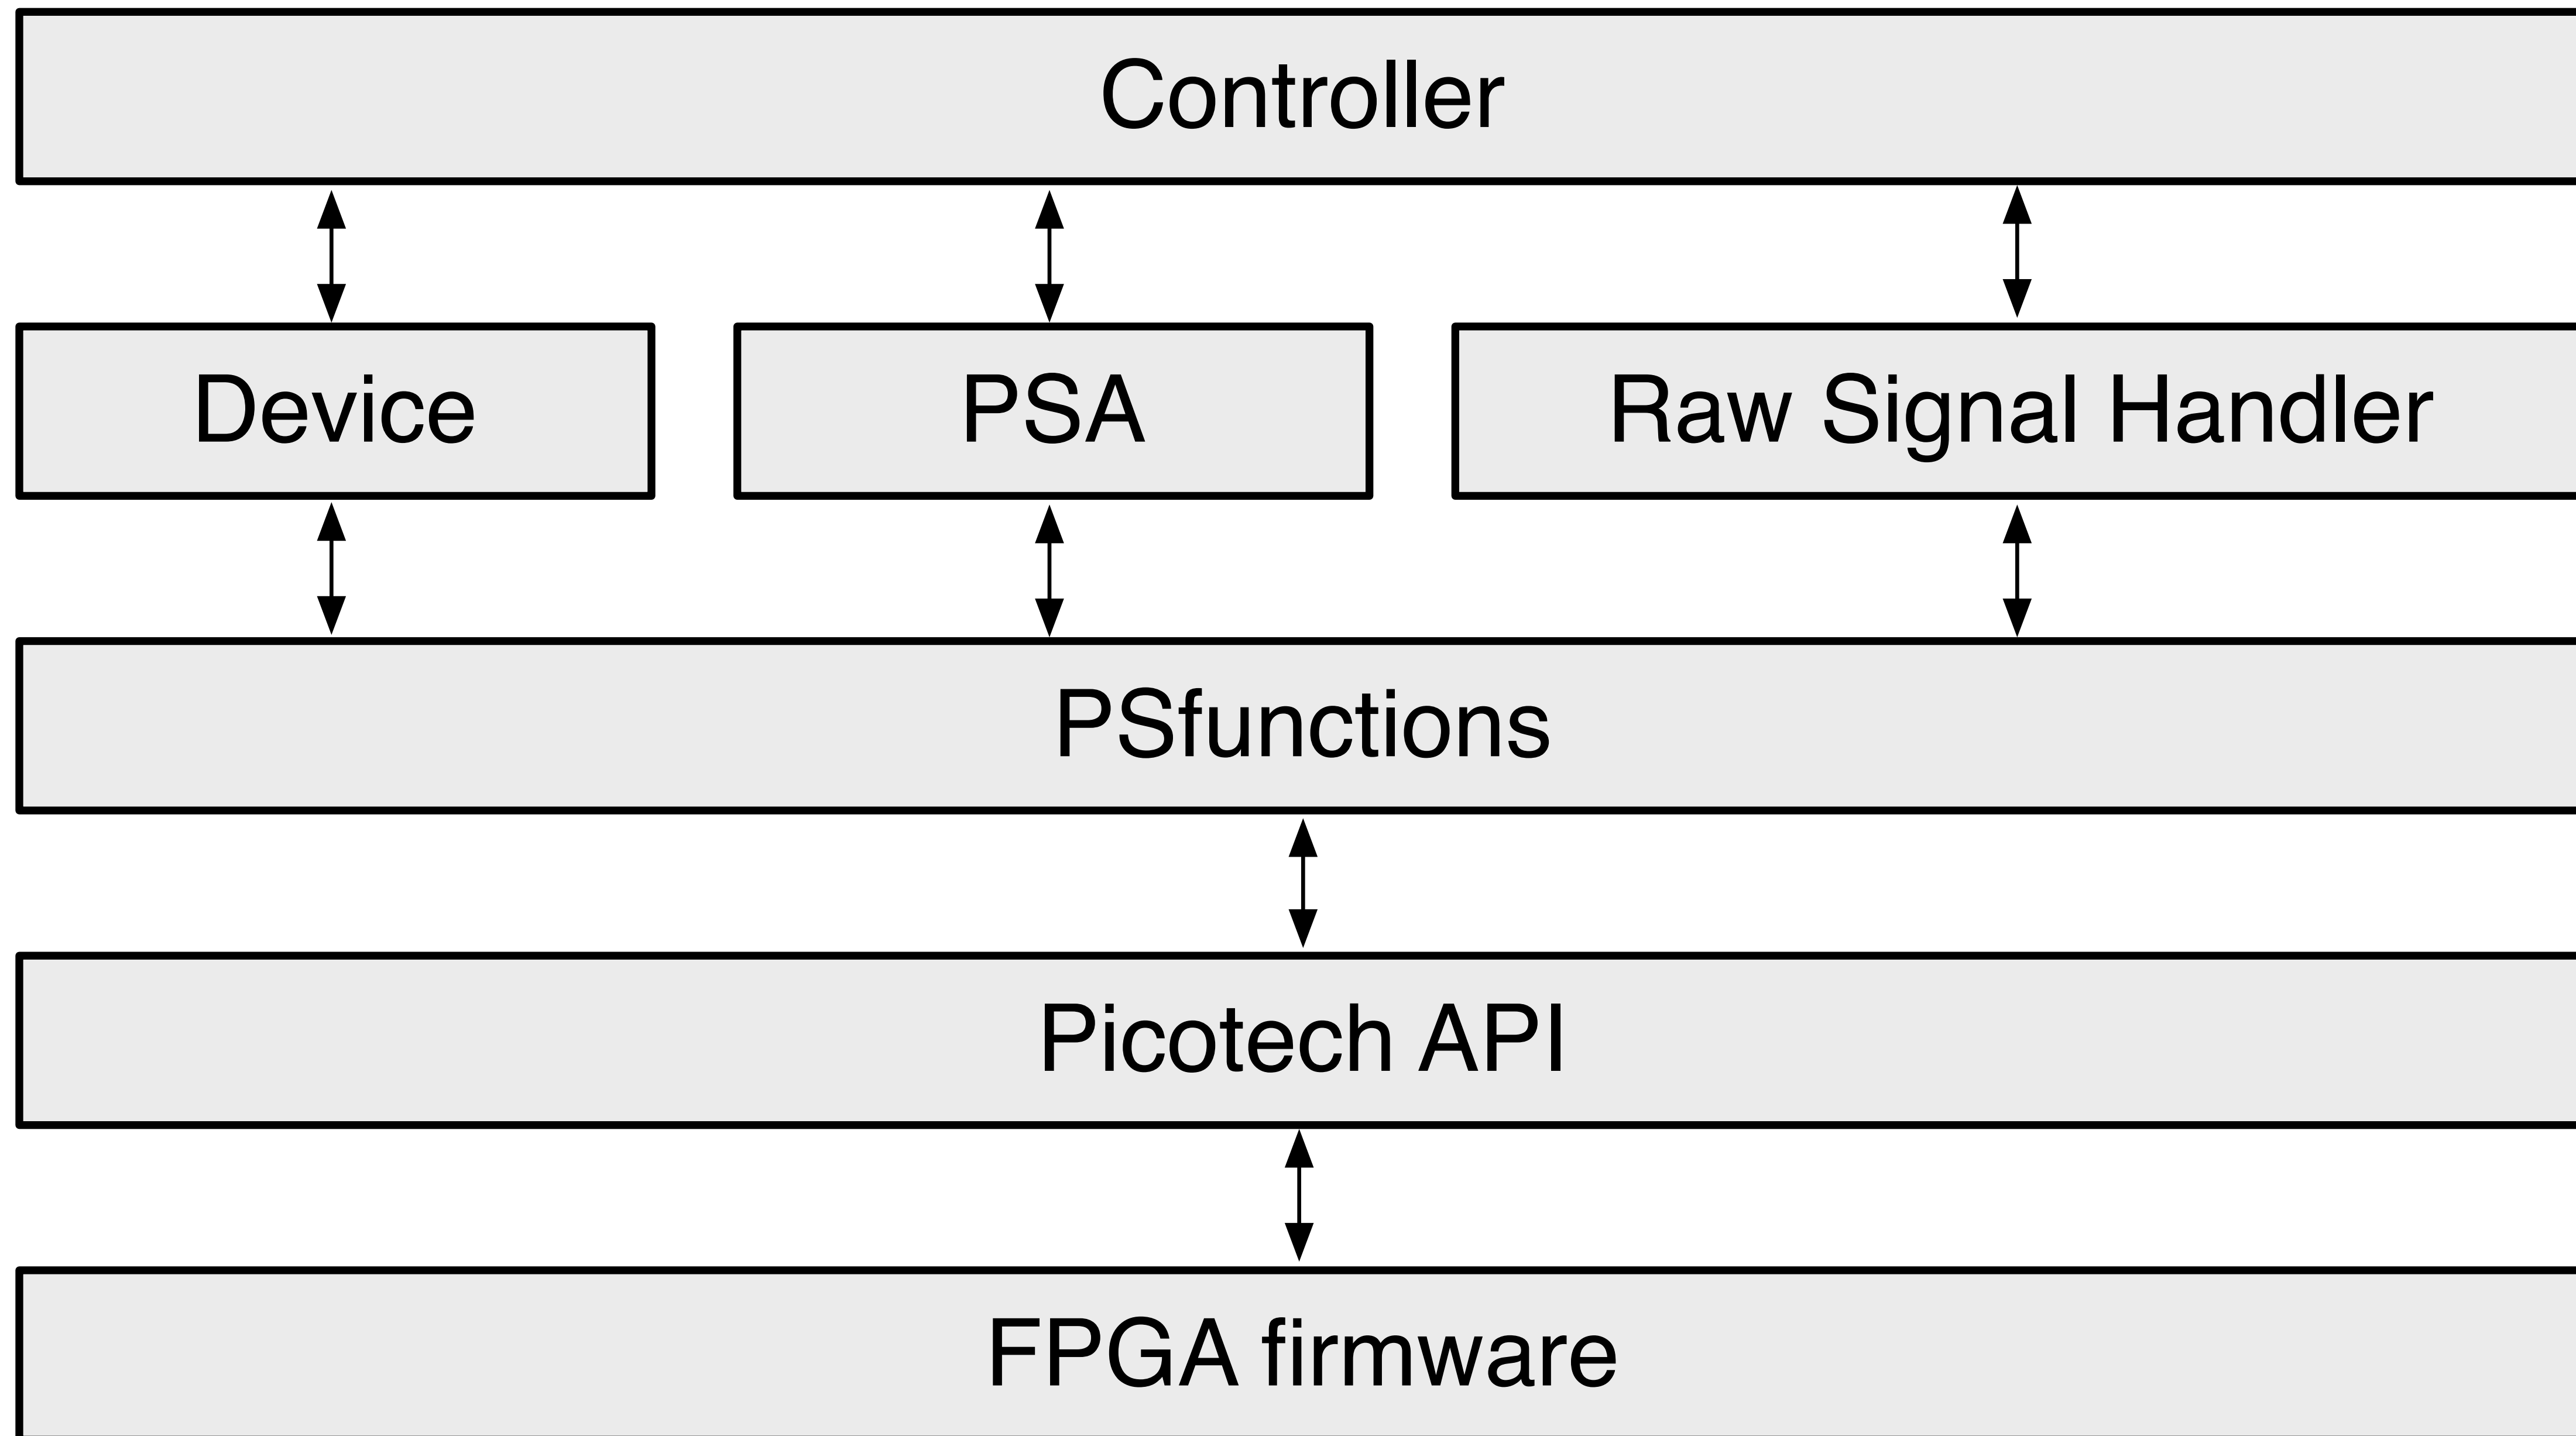 Controller
Device
PSA
Raw Signal Handler
PSfunctions
Picotech API
FPGA firmware